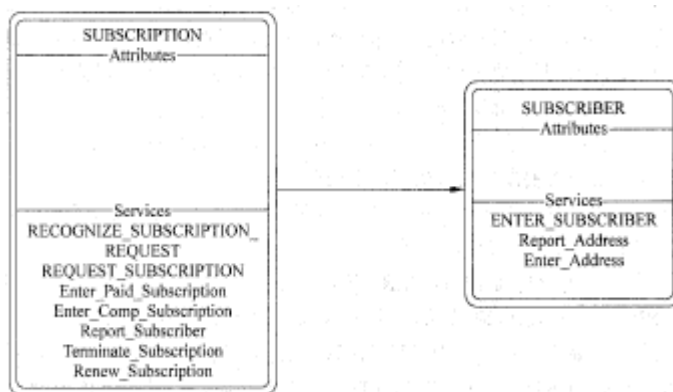 SUBSCRIPTION
Attributes
Services
RECOGNIZE_SUBSCRIPTION_
REQUEST
REQUEST_SUBSCRIPTION
Enter_Paid_Subscription
Enter_Comp_Subscription
Report_Subscriber
Terminate_Subscription
Renew_Subscription
SUBSCRIBER
Attributes
Services
ENTER_SUBSCRIBER
Report_Address
Enter_Address